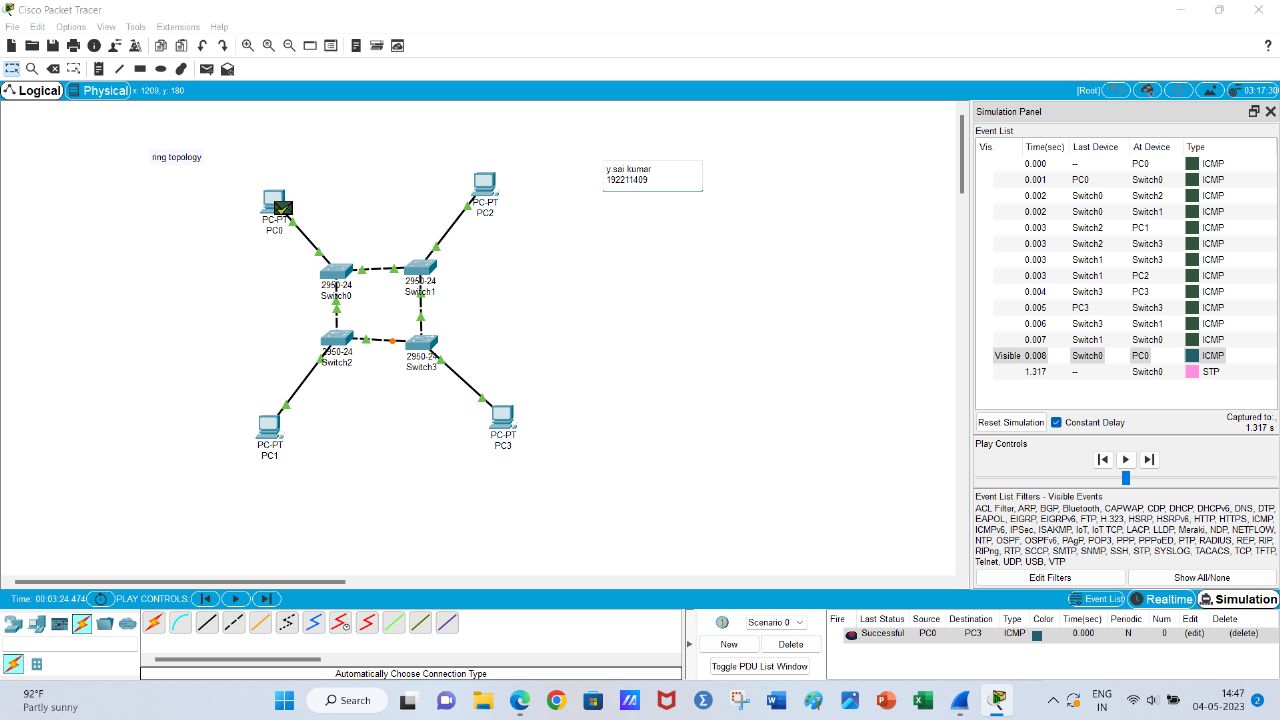 Cisco Packet Tracer
File Edit Options View Tools Extensions Help
?
Logical Physical x: 1209, y: 180 [Root] 03:17:30
ring topology
y.sai kumar
192211409
PC-PT
PC0
PC-PT
PC2
2950-24
Switch0
2950-24
Switch1
2950-24
Switch2
2950-24
Switch3
PC-PT
PC1
PC-PT
PC3
Simulation Panel
Event List
Vis. Time(sec) Last Device At Device Type
0.000 -- PC0 ICMP
0.001 PC0 Switch0 ICMP
0.002 Switch0 Switch2 ICMP
0.002 Switch0 Switch1 ICMP
0.003 Switch2 PC1 ICMP
0.003 Switch2 Switch3 ICMP
0.003 Switch1 Switch3 ICMP
0.003 Switch1 PC2 ICMP
0.004 Switch3 PC3 ICMP
0.005 PC3 Switch3 ICMP
0.006 Switch3 Switch1 ICMP
0.007 Switch1 Switch0 ICMP
Visible 0.008 Switch0 PC0 ICMP
1.317 -- Switch0 STP
Reset Simulation Constant Delay Captured to:
1.317 s
Play Controls
Event List Filters - Visible Events
ACL Filter, ARP, BGP, Bluetooth, CAPWAP, CDP, DHCP, DHCPv6, DNS, DTP,
EAPOL, EIGRP, EIGRPv6, FTP, H.323, HSRP, HSRPv6, HTTP, HTTPS, ICMP,
ICMPv6, IPSec, ISAKMP, IoT, IoT TCP, LACP, LLDP, Meraki, NDP, NETFLOW,
NTP, OSPF, OSPFv6, PAgP, POP3, PPP, PPPoED, PTP, RADIUS, REP, RIP,
RIPng, RTP, SCCP, SMTP, SNMP, SSH, STP, SYSLOG, TACACS, TCP, TFTP,
Telnet, UDP, USB, VTP
Edit Filters Show All/None
Time: 00:03:24.474 PLAY CONTROLS: Event List Realtime Simulation
Scenario 0
New Delete
Toggle PDU List Window
Fire Last Status Source Destination Type Color Time(sec) Periodic Num Edit Delete
Successful PC0 PC3 ICMP 0.000 N 0 (edit) (delete)
Automatically Choose Connection Type
92°F
Partly sunny
Search
ENG
IN
14:47
04-05-2023
2